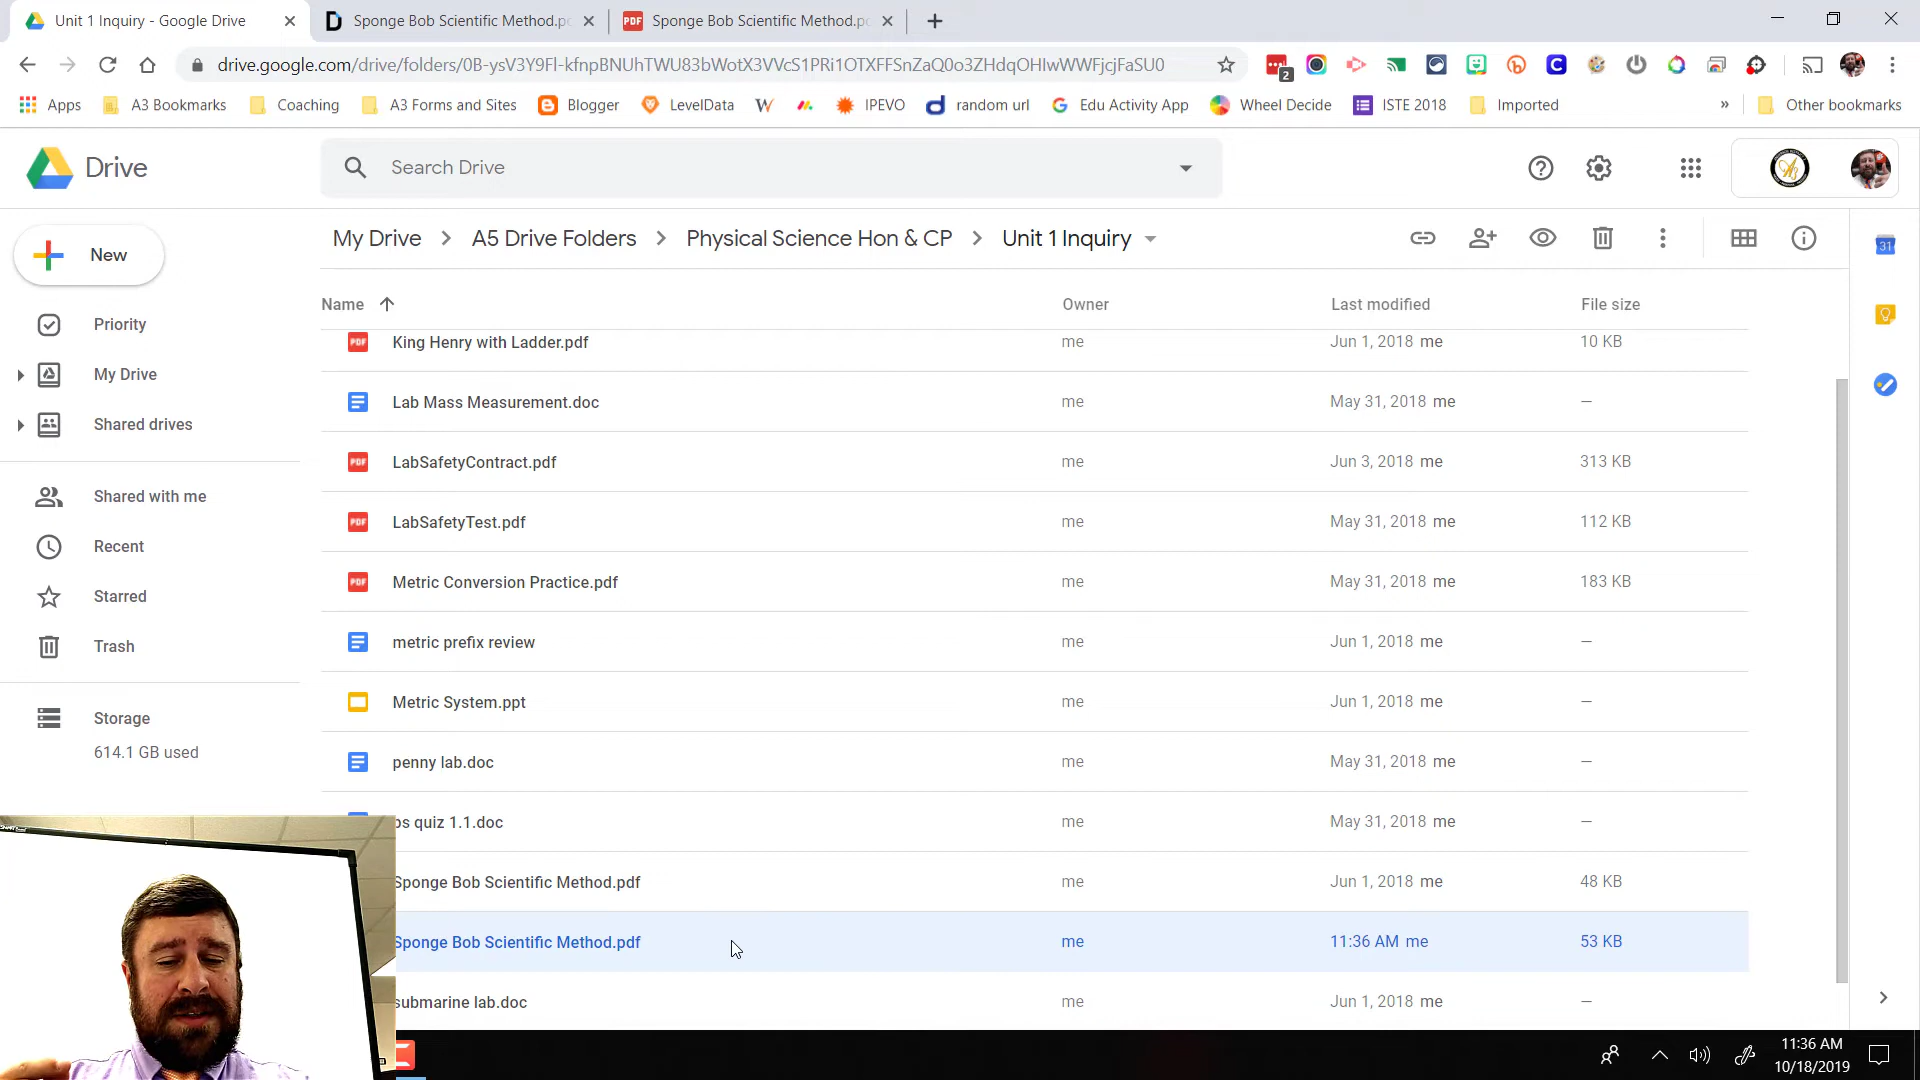 Unit 1 Inquiry - Google Drive
Sponge Bob Scientific Method.p
PDF Sponge Bob Scientific Method.p
drive.google.com/drive/folders/0B-ysV3Y9Fl-kfnpBNUhTWU83bWotX3VVcS1PRi1OTXFFSnZaQ0o3ZHdqOHIwWWFjcjFaSU0
2
Apps A3 Bookmarks Coaching A3 Forms and Sites Blogger LevelData IPEVO random url Edu Activity App Wheel Decide ISTE 2018 Imported » Other bookmarks
Drive
Search Drive
New
My Drive > A5 Drive Folders > Physical Science Hon & CP > Unit 1 Inquiry
31
Name Owner Last modified File size
Priority
My Drive
Shared drives
Shared with me
Recent
Starred
Trash
Storage
614.1 GB used
PDF King Henry with Ladder.pdf me Jun 1, 2018 me 10 KB
Lab Mass Measurement.doc me May 31, 2018 me —
PDF LabSafetyContract.pdf me Jun 3, 2018 me 313 KB
PDF LabSafetyTest.pdf me May 31, 2018 me 112 KB
PDF Metric Conversion Practice.pdf me May 31, 2018 me 183 KB
metric prefix review me Jun 1, 2018 me —
Metric System.ppt me Jun 1, 2018 me —
penny lab.doc me May 31, 2018 me —
ps quiz 1.1.doc me May 31, 2018 me —
Sponge Bob Scientific Method.pdf me Jun 1, 2018 me 48 KB
Sponge Bob Scientific Method.pdf me 11:36 AM me 53 KB
submarine lab.doc me Jun 1, 2018 me —
11:36 AM
10/18/2019